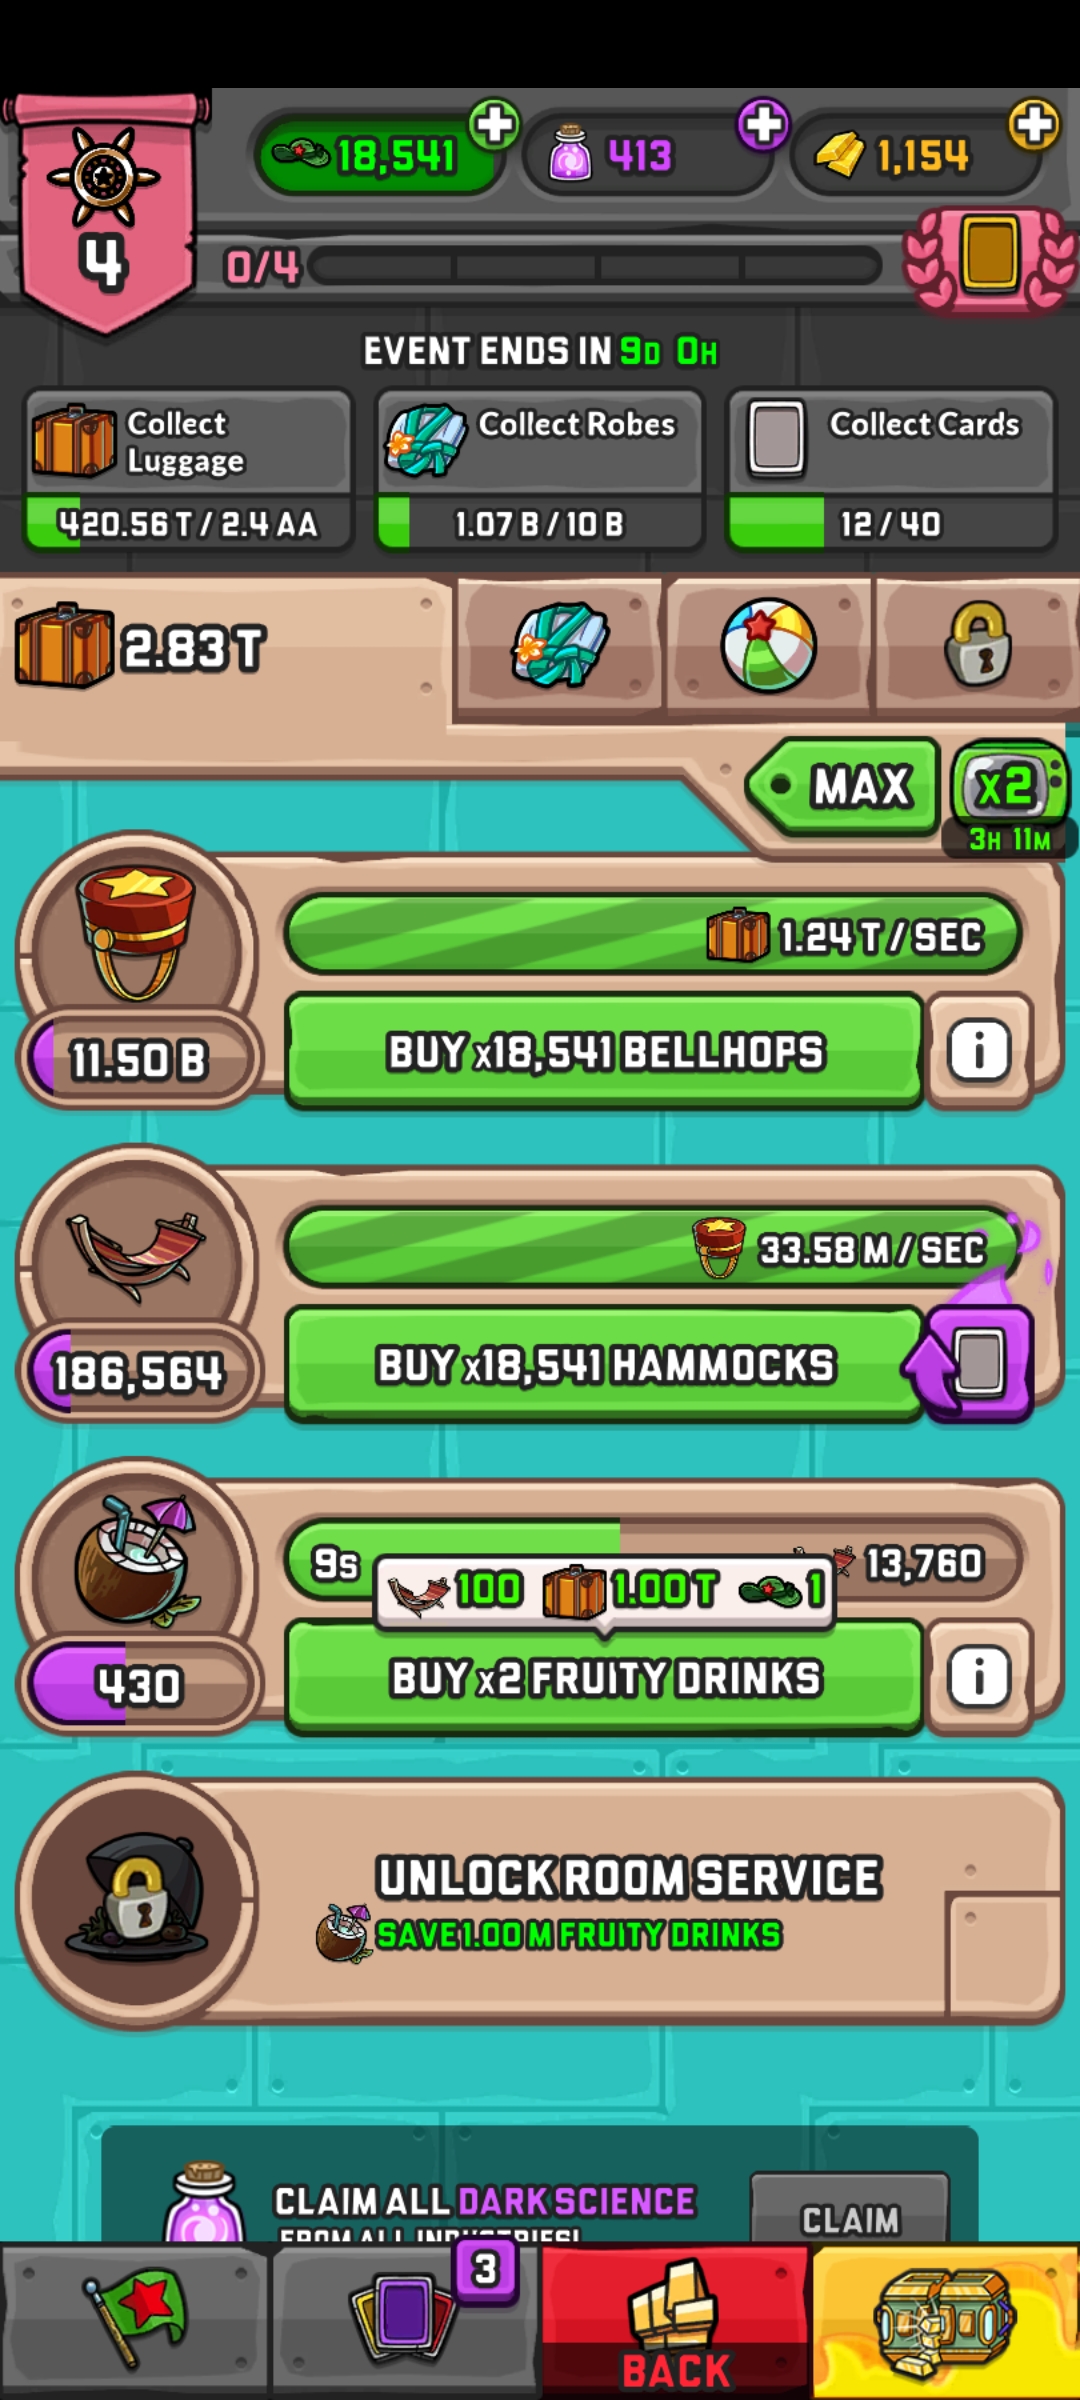 18,541
413
1,154
4
0/4
EVENT ENDS IN 9D 0H
Collect Luggage
420.56 T / 2.4 AA
Collect Robes
1.07 B / 10 B
Collect Cards
12 / 40
2.83 T
MAX
x2
3H 11M
1.24 T / SEC
11.50 B
BUY x18,541 BELLHOPS
i
33.58 M / SEC
186,564
BUY x18,541 HAMMOCKS
9S
13,760
100 1.00 T 1
430
BUY x2 FRUITY DRINKS
i
UNLOCK ROOM SERVICE
SAVE 1.00 M FRUITY DRINKS
CLAIM ALL DARK SCIENCE
FROM ALL INDUSTRIES!
CLAIM
3
BACK